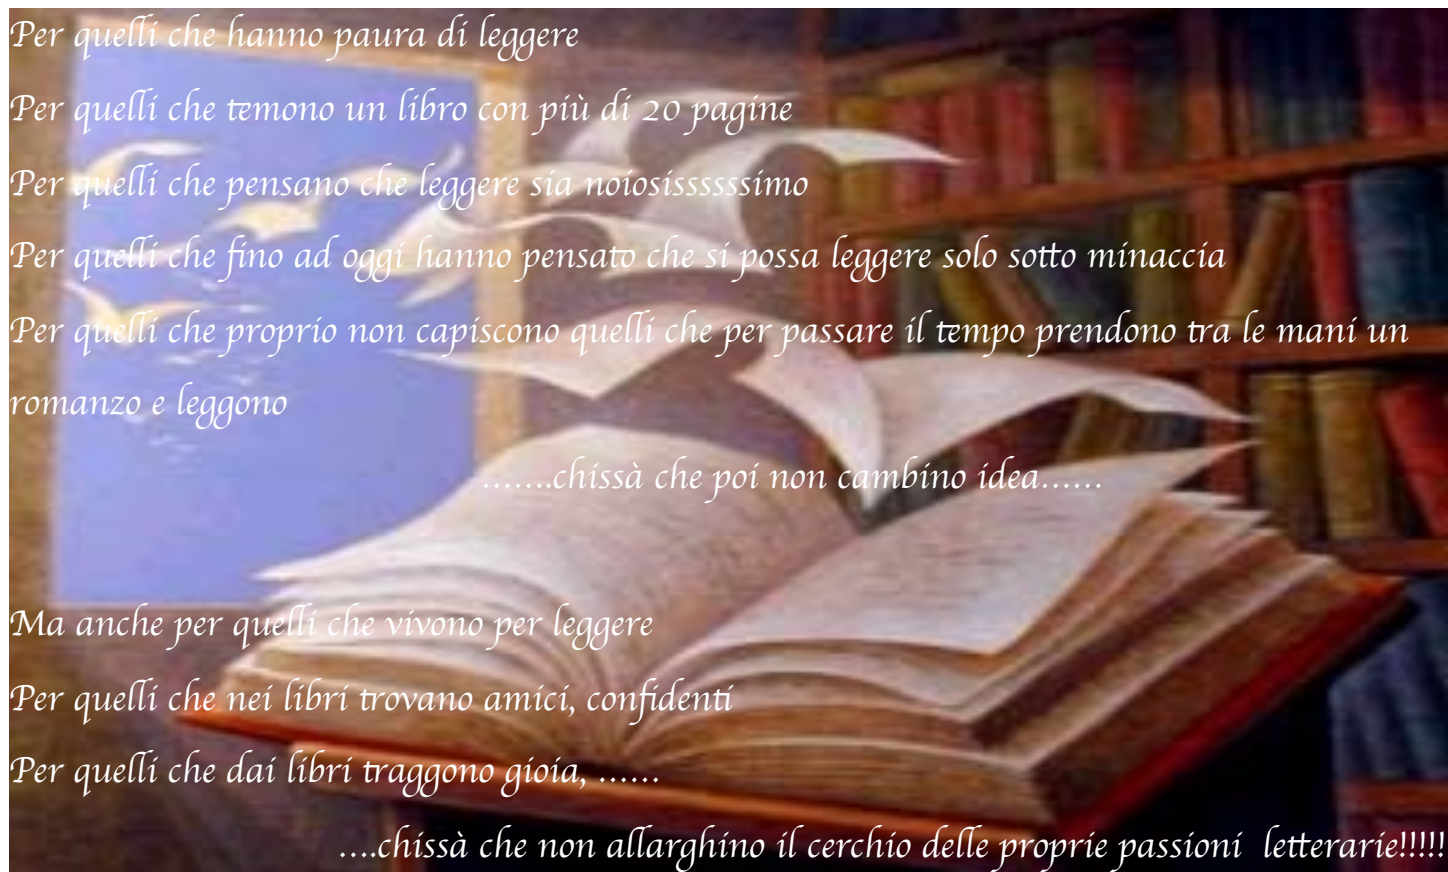 Per quelli che hanno paura di leggere
Per quelli che temono un libro con più di 20 pagine
Per quelli che pensano che leggere sia noiosissssssimo
Per quelli che fino ad oggi hanno pensato che si possa leggere solo sotto minaccia
Per quelli che proprio non capiscono quelli che per passare il tempo prendono tra le mani un
romanzo e leggono
…….chissà che poi non cambino idea……
Ma anche per quelli che vivono per leggere
Per quelli che nei libri trovano amici, confidenti
Per quelli che dai libri traggono gioia, ……
….chissà che non allarghino il cerchio delle proprie passioni  letterarie!!!!!